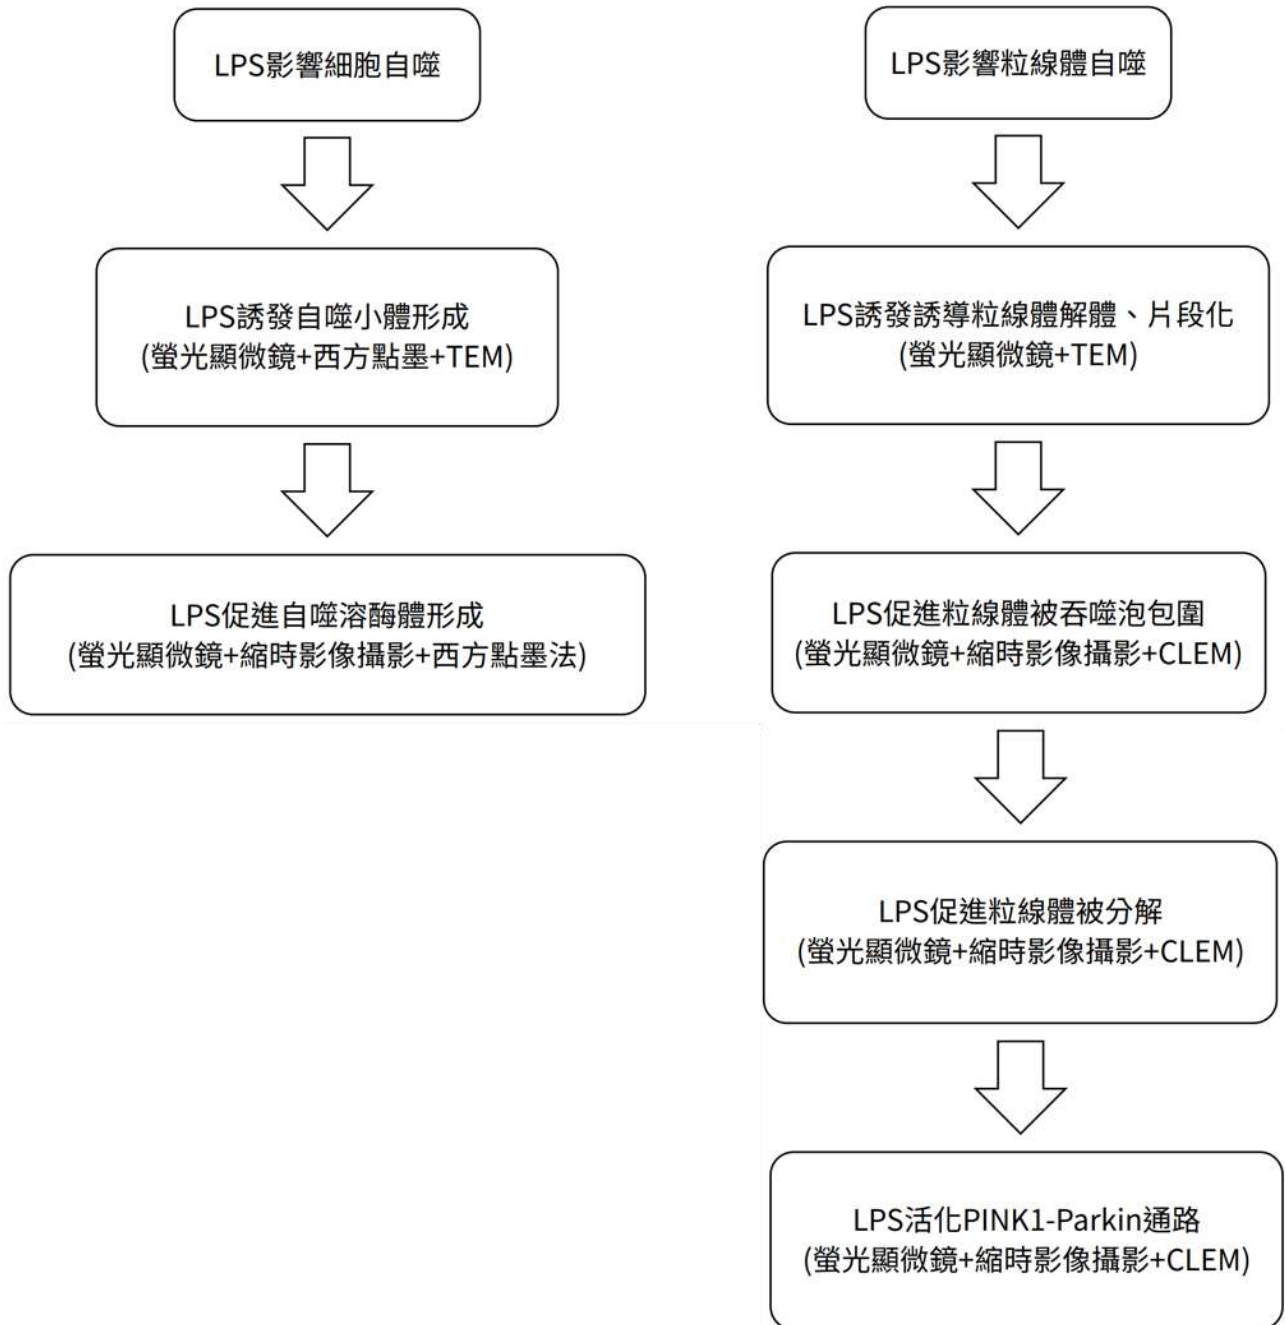 LPS影響細胞自噬
LPS誘發自噬小體形成
(螢光顯微鏡+西方點墨+TEM)
LPS促進自噬溶酶體形成
(螢光顯微鏡+縮時影像攝影+西方點墨法)
LPS影響粒線體自噬
LPS誘發誘導粒線體解體、片段化
(螢光顯微鏡+TEM)
LPS促進粒線體被吞噬泡包圍
(螢光顯微鏡+縮時影像攝影+CLEM)
LPS促進粒線體被分解
(螢光顯微鏡+縮時影像攝影+CLEM)
LPS活化PINK1-Parkin通路
(螢光顯微鏡+縮時影像攝影+CLEM)